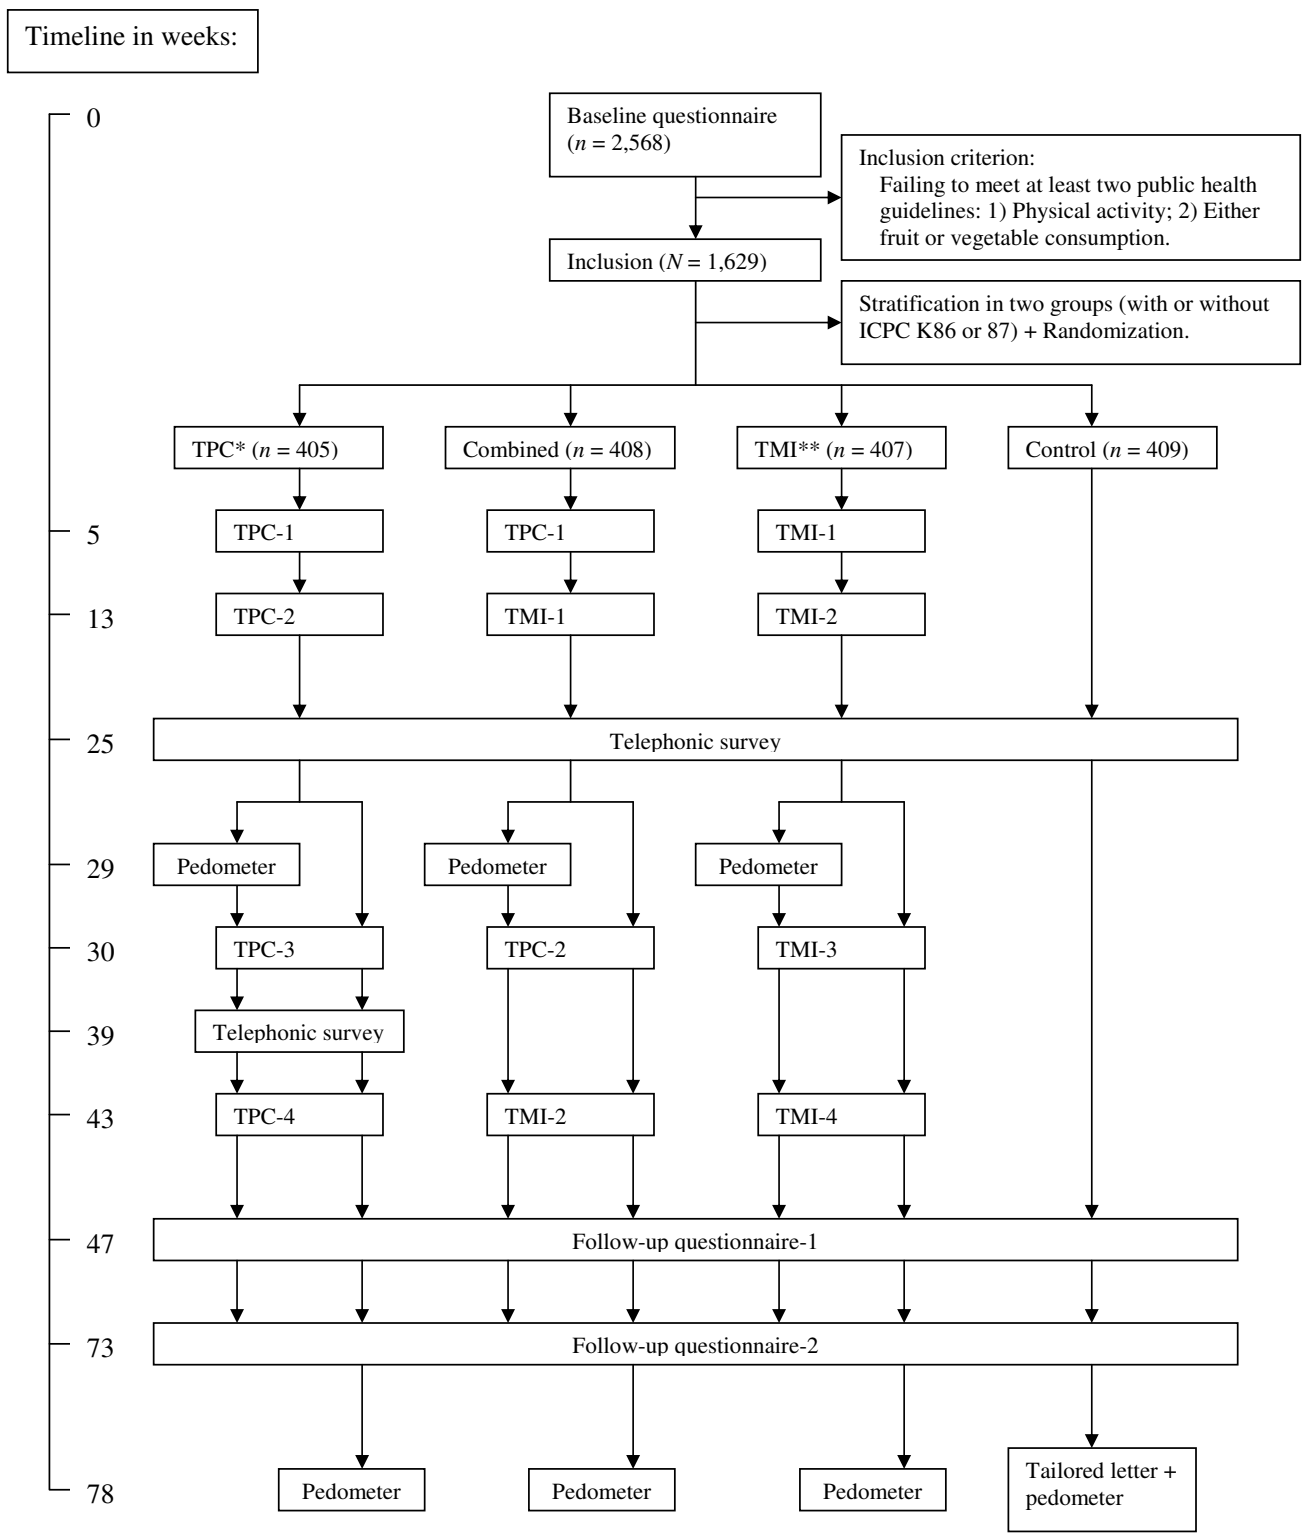 Timeline in weeks:
0
Baseline questionnaire
(n = 2,568)
Inclusion criterion:
Failing to meet at least two public health
guidelines: 1) Physical activity; 2) Either
fruit or vegetable consumption.
Inclusion (N = 1,629)
Stratification in two groups (with or without
ICPC K86 or 87) + Randomization.
TPC* (n = 405)
Combined (n = 408)
TMI** (n = 407)
Control (n = 409)
5
TPC-1
TPC-1
TMI-1
13
TPC-2
TMI-1
TMI-2
25
Telephonic survey
29
Pedometer
Pedometer
Pedometer
30
TPC-3
TPC-2
TMI-3
39
Telephonic survey
43
TPC-4
TMI-2
TMI-4
47
Follow-up questionnaire-1
73
Follow-up questionnaire-2
78
Pedometer
Pedometer
Pedometer
Tailored letter +
pedometer